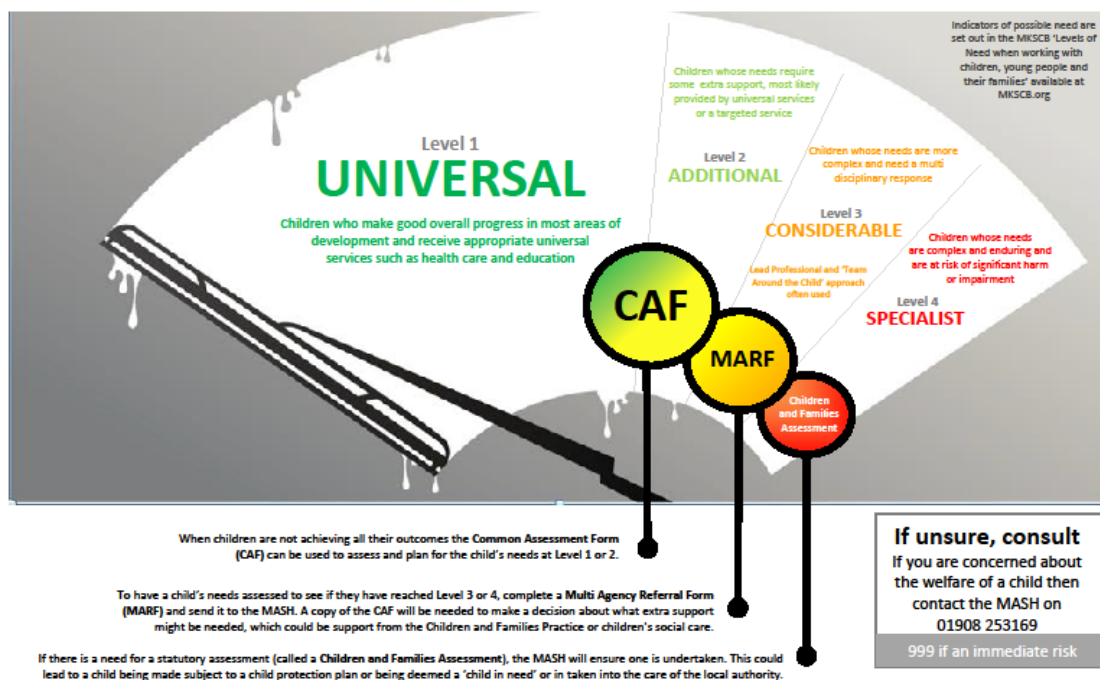 Indicators of possible need are
set out in the MKSCB 'Levels of
Need when working with
children, young people and
their families' available at
MKSCB.org
Level 1
UNIVERSAL
Children who make good overall progress in most areas of
development and receive appropriate universal
services such as health care and education
Children whose needs require
some extra support, most likely
provided by universal services
or a targeted service
Level 2
ADDITIONAL
Children whose needs are more
complex and need a multi
disciplinary response
Level 3
CONSIDERABLE
Lead Professional and 'Team
Around the Child' approach
often used
Children whose needs
are complex and enduring and
are at risk of significant harm
or impairment
Level 4
SPECIALIST
CAF
MARF
Children
and Families
Assessment
When children are not achieving all their outcomes the Common Assessment Form
(CAF) can be used to assess and plan for the child's needs at Level 1 or 2.
To have a child's needs assessed to see if they have reached Level 3 or 4, complete a Multi Agency Referral Form
(MARF) and send it to the MASH. A copy of the CAF will be needed to make a decision about what extra support
might be needed, which could be support from the Children and Families Practice or children's social care.
If there is a need for a statutory assessment (called a Children and Families Assessment), the MASH will ensure one is undertaken. This could
lead to a child being made subject to a child protection plan or being deemed a 'child in need' or in taken into the care of the local authority.
If unsure, consult
If you are concerned about
the welfare of a child then
contact the MASH on
01908 253169
999 if an immediate risk